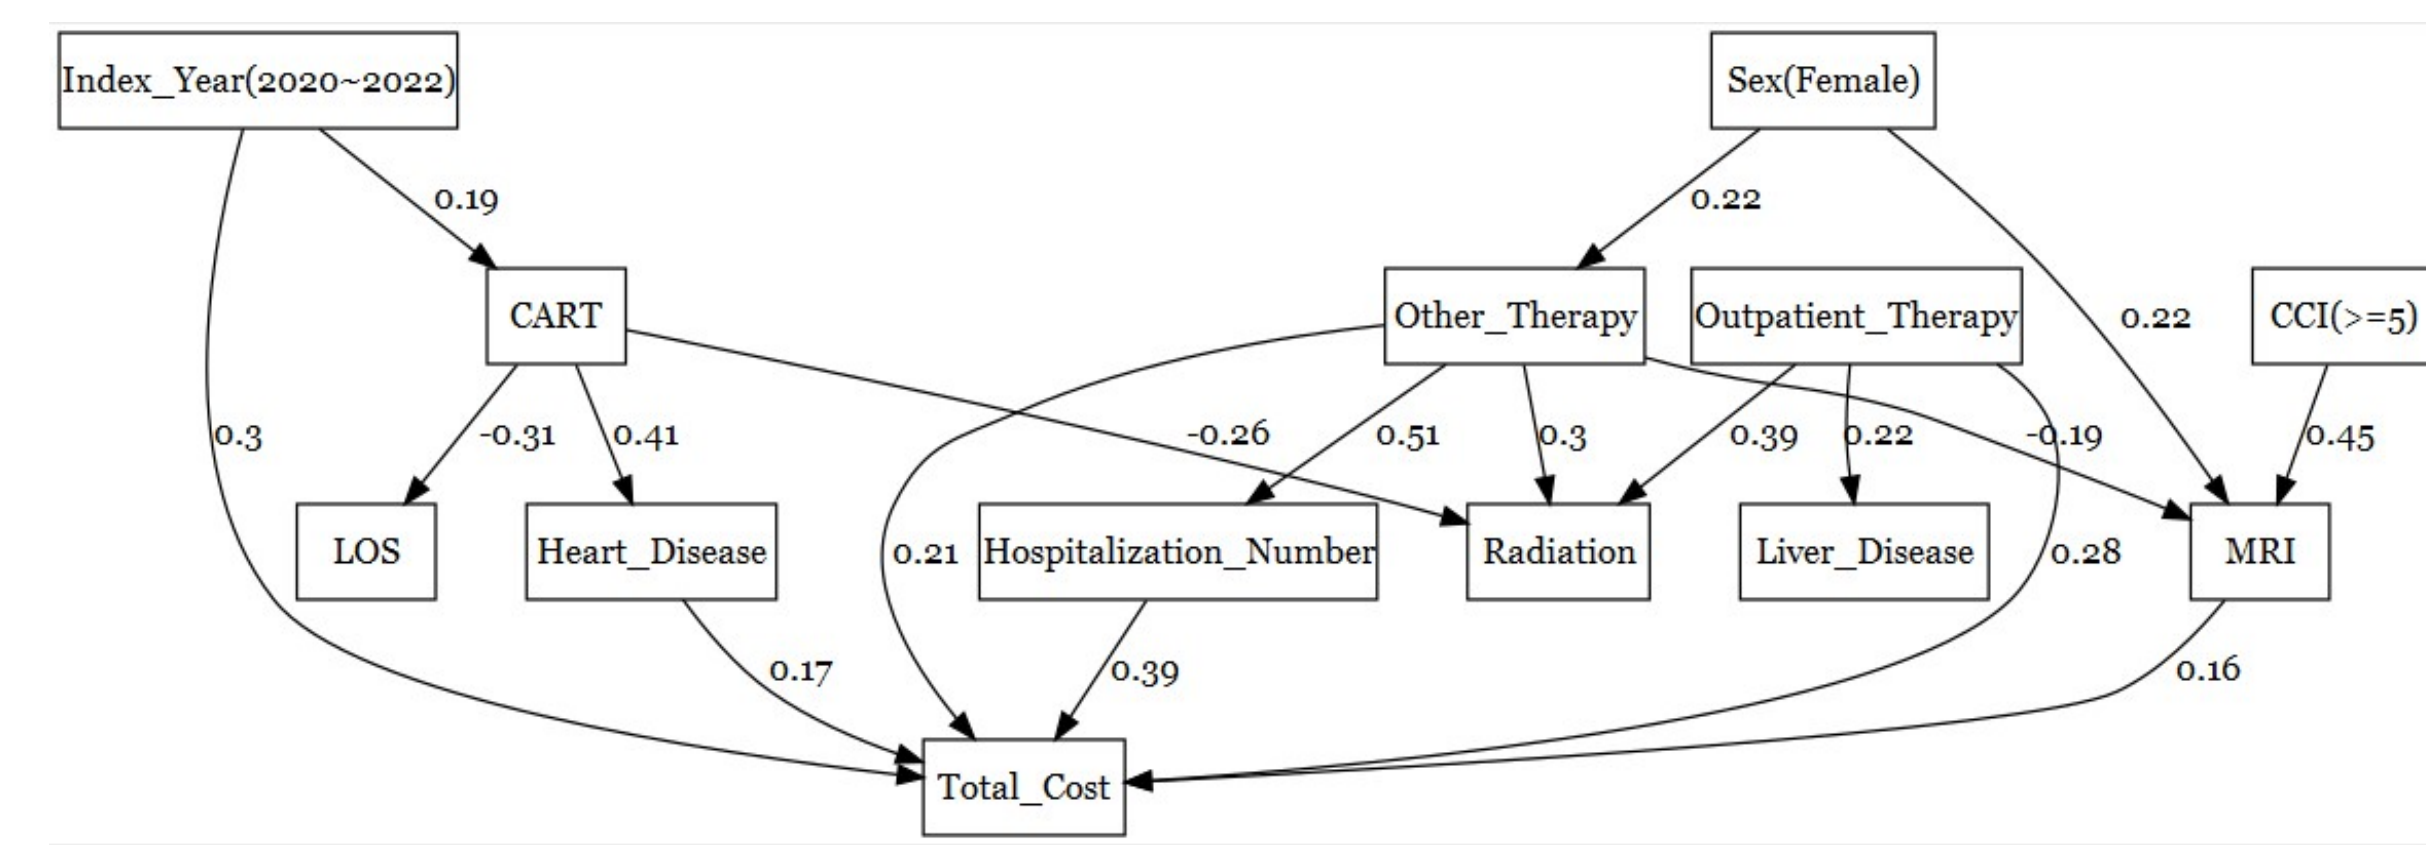 Index_Year(2020~2022)
Sex(Female)
0.19
0.22
CART
Other_Therapy
Outpatient_Therapy
0.22
CCI(>=5)
0.3
-0.31
0.41
-0.26
0.51
0.3
0.39
0.22
-0.19
0.45
LOS
Heart_Disease
0.21
Hospitalization_Number
Radiation
Liver_Disease
0.28
MRI
0.17
0.39
0.16
Total_Cost